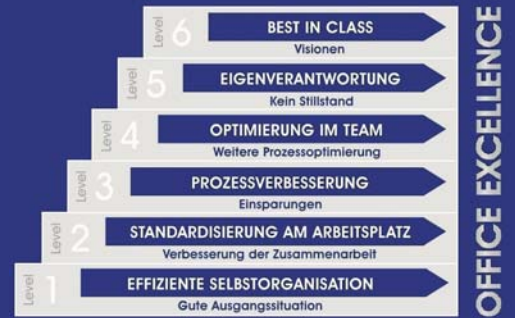 Level 6
BEST IN CLASS
Visionen
Level 5
EIGENVERANTWORTUNG
Kein Stillstand
Level 4
OPTIMIERUNG IM TEAM
Weitere Prozessoptimierung
Level 3
PROZESSVERBESSERUNG
Einsparungen
Level 2
STANDARDISIERUNG AM ARBEITSPLATZ
Verbesserung der Zusammenarbeit
Level 1
EFFIZIENTE SELBSTORGANISATION
Gute Ausgangssituation
OFFICE EXCELLENCE